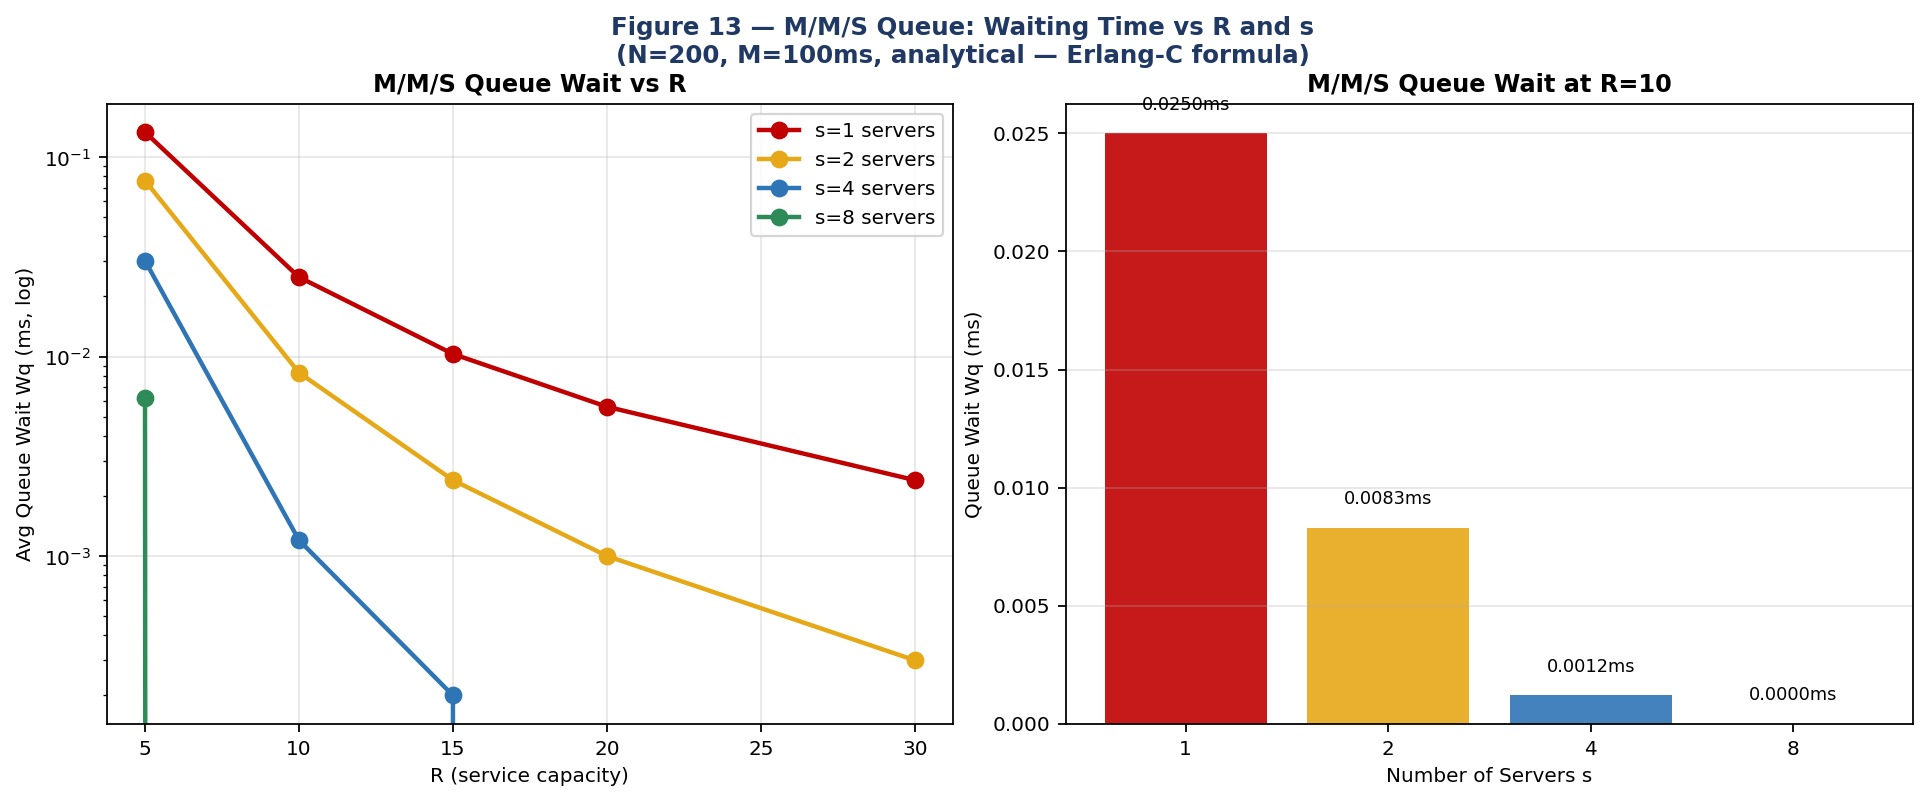 Figure 13 — M/M/S Queue: Waiting Time vs R and s
(N=200, M=100ms, analytical — Erlang-C formula)
M/M/S Queue Wait vs R
Avg Queue Wait Wq (ms, log)
10⁻¹
10⁻²
10⁻³
s=1 servers
s=2 servers
s=4 servers
s=8 servers
5 10 15 20 25 30
R (service capacity)
M/M/S Queue Wait at R=10
Queue Wait Wq (ms)
0.025
0.020
0.015
0.010
0.005
0.000
0.0250ms
0.0083ms
0.0012ms
0.0000ms
1 2 4 8
Number of Servers s